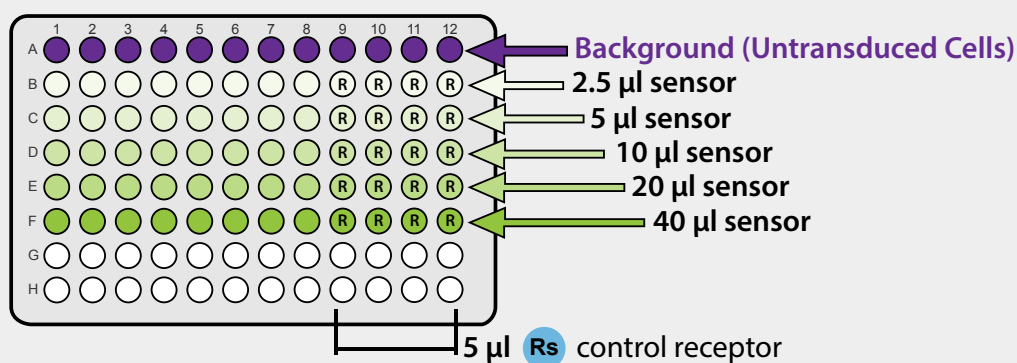 1 2 3 4 5 6 7 8 9 10 11 12
A Background (Untransduced Cells)
B R R R R 2.5 µl sensor
C R R R R 5 µl sensor
D R R R R 10 µl sensor
E R R R R 20 µl sensor
F R R R R 40 µl sensor
G
H
5 µl Rs control receptor